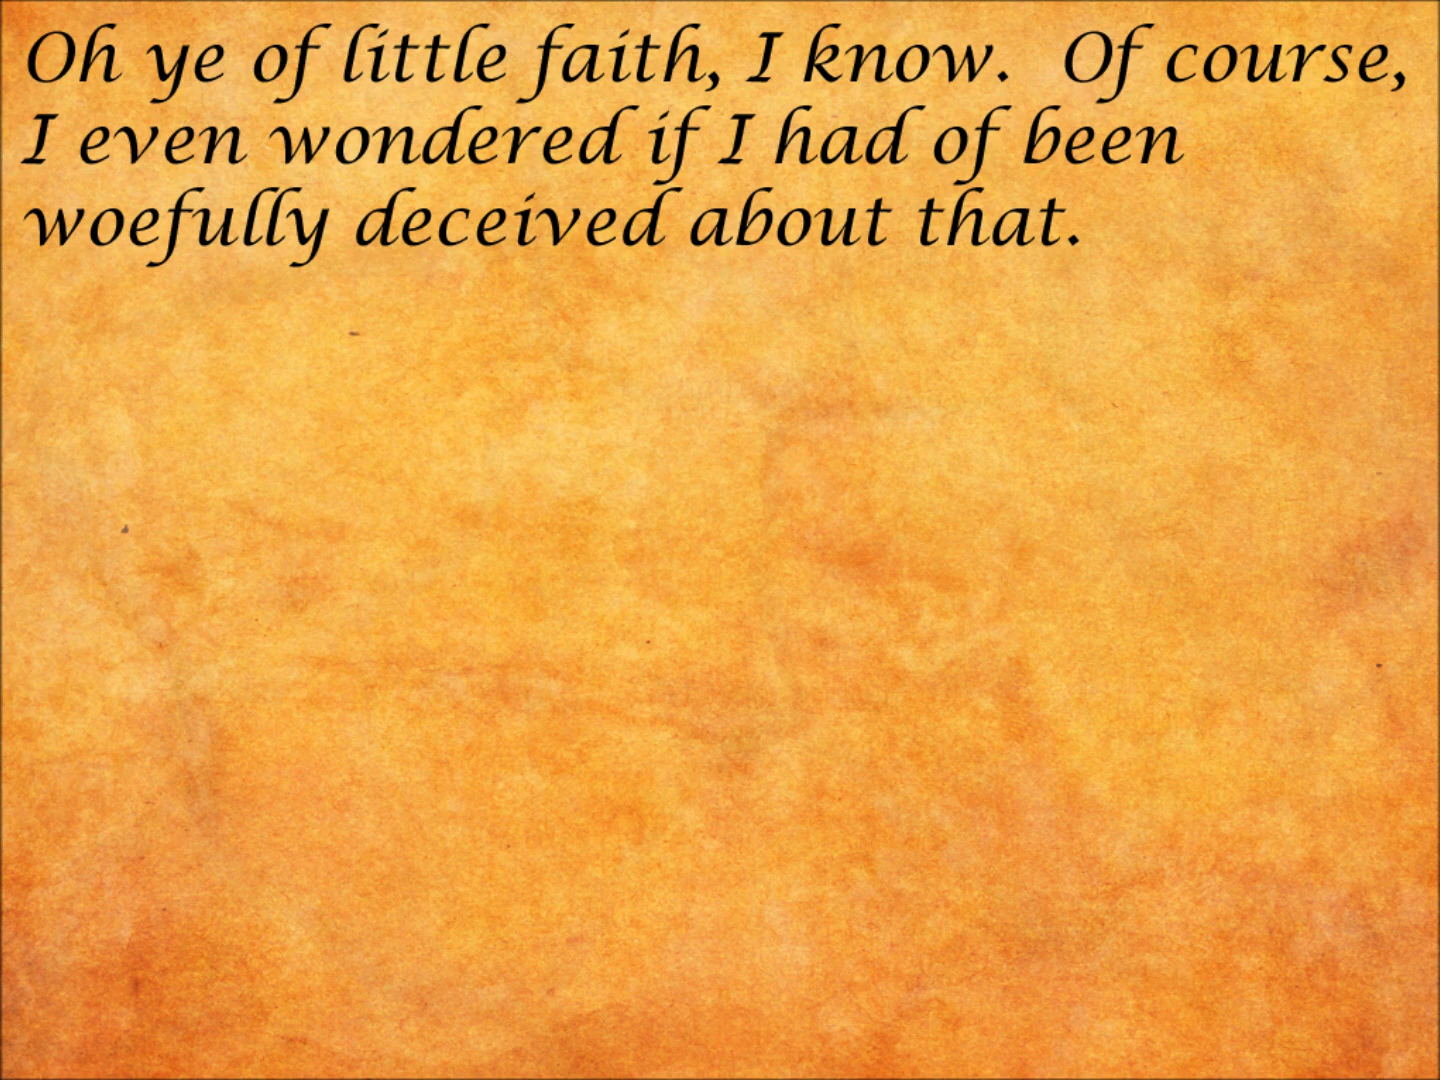 Oh ye of little faith, I know.  Of course,
I even wondered if I had of been
woefully deceived about that.